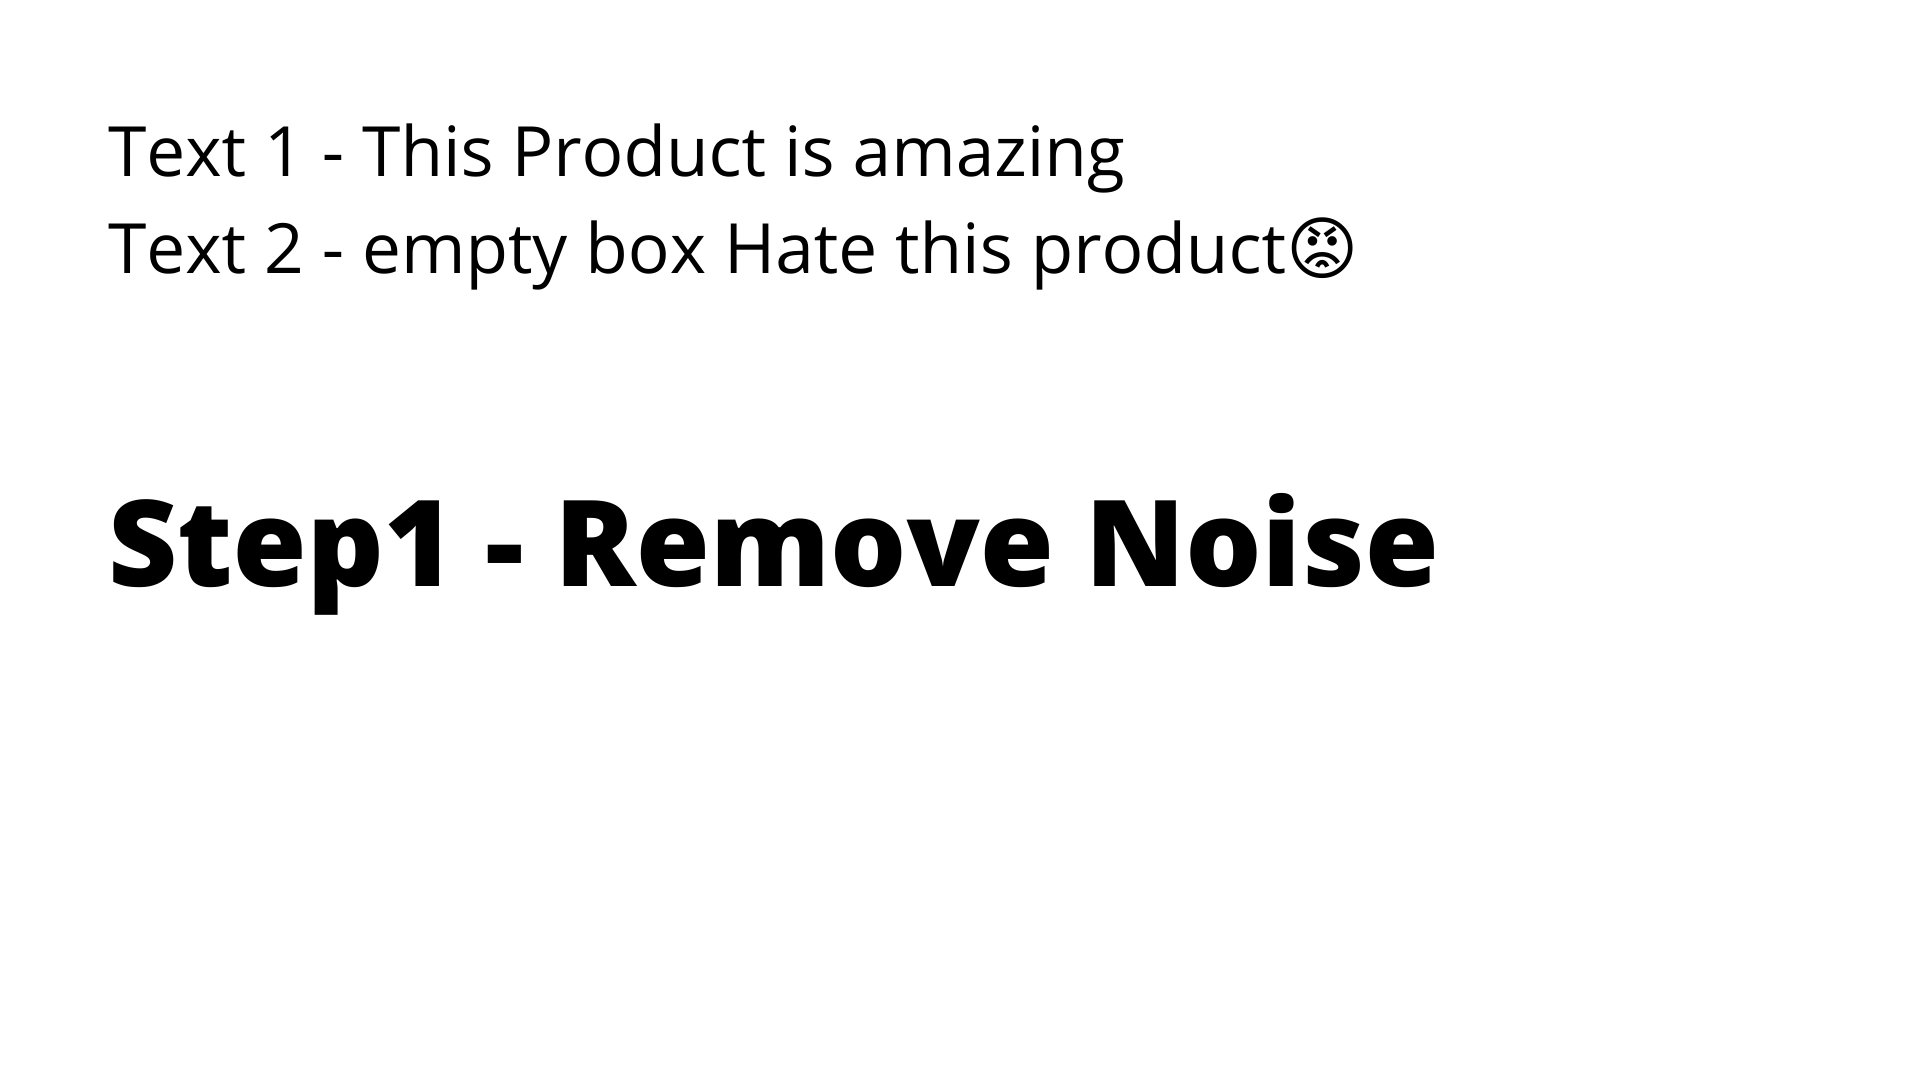 Text 1 - This Product is amazing
Text 2 - empty box Hate this product😡
Step1 - Remove Noise